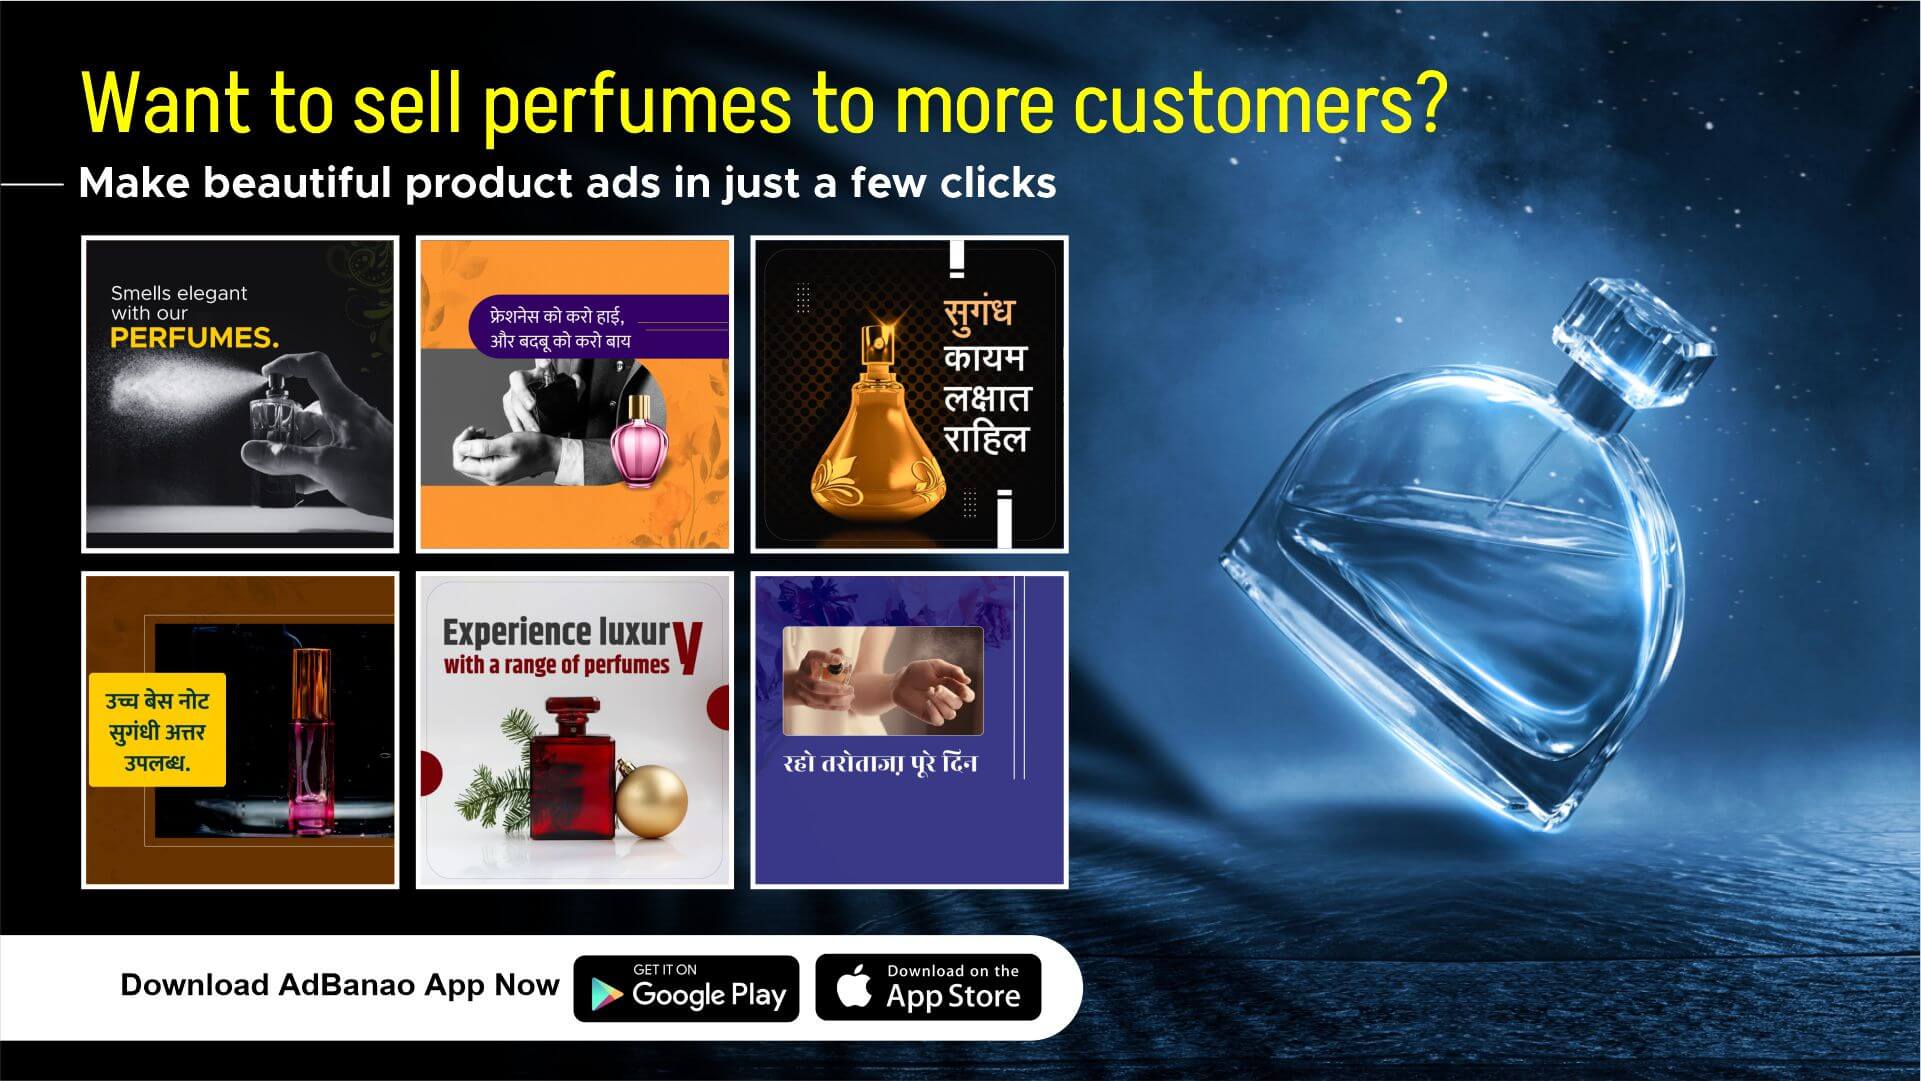 Want to sell perfumes to more customers?
Make beautiful product ads in just a few clicks
Smells elegant
with our
PERFUMES.
फ्रेशनेस को करो हाई,
और बदबू को करो बाय
सुगंध
कायम
लक्षात
राहिल
उच्च बेस नोट
सुगंधी अत्तर
उपलब्ध.
Experience luxury
with a range of perfumes
रहो तरोताजा़ पूरे दिन
Download AdBanao App Now
GET IT ON
Google Play
Download on the
App Store